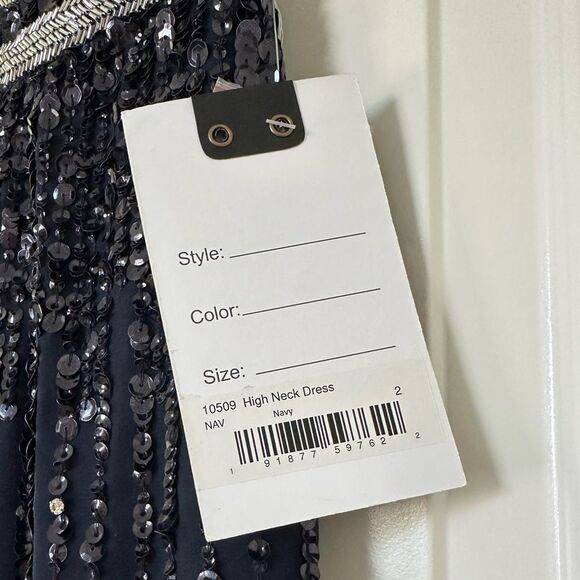 Style:
Color:
Size:
10509 High Neck Dress 2
NAV Navy
1 91877 59762 2